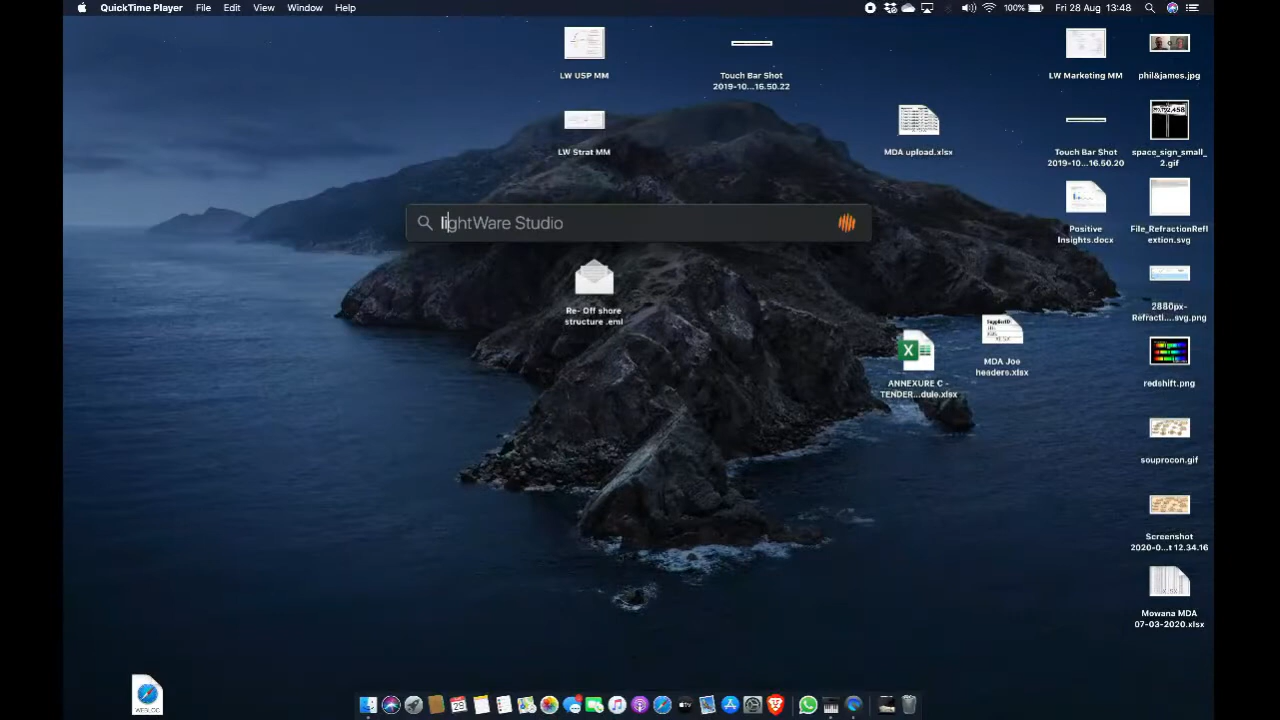 QuickTime Player File Edit View Window Help
100% Fri 28 Aug 13:48
LW USP MM
Touch Bar Shot
2019-10...16.50.22
LW Marketing MM
phil&james.jpg
LW Strat MM
MDA upload.xlsx
Touch Bar Shot
2019-10...16.50.20
space_sign_small_
2.gif
lightWare Studio
Positive
Insights.docx
File_RefractionRefl
extion.svg
Re- Off shore
structure .eml
2880px-
Refracti....svg.png
MDA Joe
headers.xlsx
ANNEXURE C -
TENDER...dule.xlsx
redshift.png
souprocon.gif
Screenshot
2020-0...t 12.34.16
Mowana MDA
07-03-2020.xlsx
WEBLOC